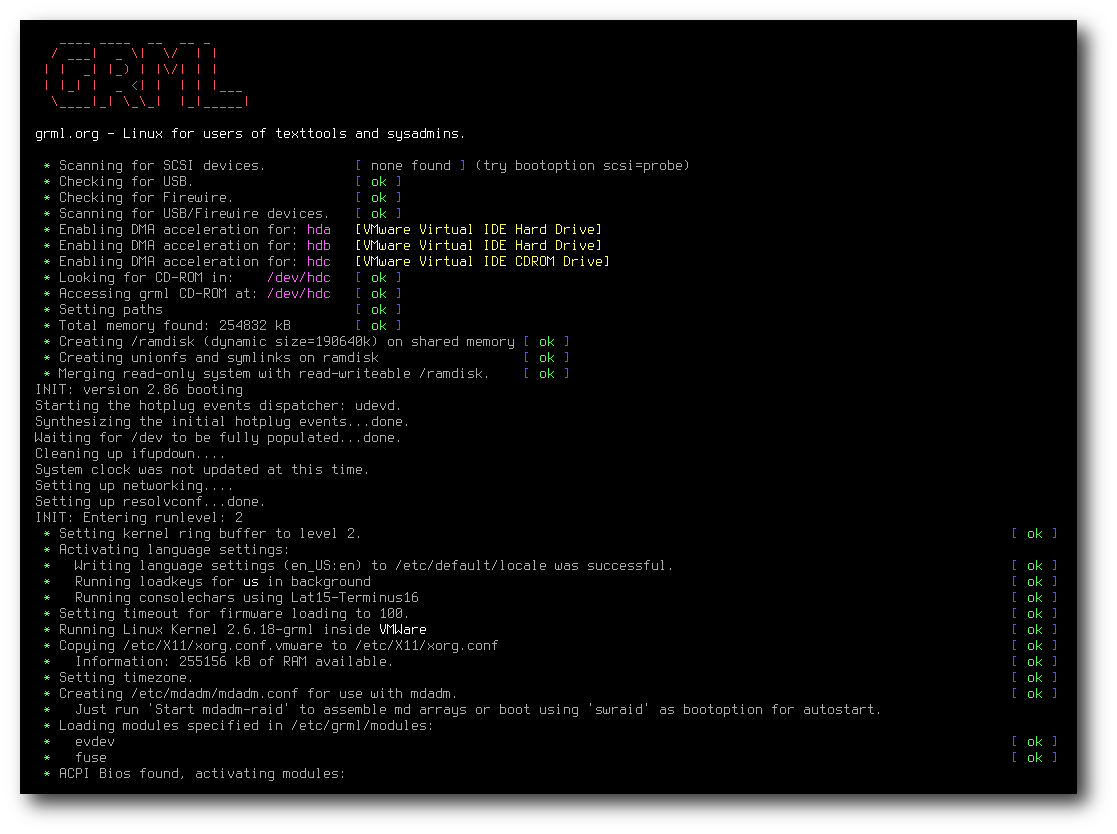 GRML
grml.org - Linux for users of texttools and sysadmins.
* Scanning for SCSI devices. [ none found ] (try bootoption scsi=probe)
* Checking for USB. [ ok ]
* Checking for Firewire. [ ok ]
* Scanning for USB/Firewire devices. [ ok ]
* Enabling DMA acceleration for: hda [VMware Virtual IDE Hard Drive]
* Enabling DMA acceleration for: hdb [VMware Virtual IDE Hard Drive]
* Enabling DMA acceleration for: hdc [VMware Virtual IDE CDROM Drive]
* Looking for CD-ROM in: /dev/hdc [ ok ]
* Accessing grml CD-ROM at: /dev/hdc [ ok ]
* Setting paths [ ok ]
* Total memory found: 254832 kB [ ok ]
* Creating /ramdisk (dynamic size=190640k) on shared memory [ ok ]
* Creating unionfs and symlinks on ramdisk [ ok ]
* Merging read-only system with read-writeable /ramdisk. [ ok ]
INIT: version 2.86 booting
Starting the hotplug events dispatcher: udevd.
Synthesizing the initial hotplug events...done.
Waiting for /dev to be fully populated...done.
Cleaning up ifupdown....
System clock was not updated at this time.
Setting up networking....
Setting up resolvconf...done.
INIT: Entering runlevel: 2
* Setting kernel ring buffer to level 2. [ ok ]
* Activating language settings:
* Writing language settings (en_US:en) to /etc/default/locale was successful. [ ok ]
* Running loadkeys for us in background [ ok ]
* Running consolechars using Lat15-Terminus16 [ ok ]
* Setting timeout for firmware loading to 100. [ ok ]
* Running Linux Kernel 2.6.18-grml inside VMWare [ ok ]
* Copying /etc/X11/xorg.conf.vmware to /etc/X11/xorg.conf [ ok ]
* Information: 255156 kB of RAM available. [ ok ]
* Setting timezone. [ ok ]
* Creating /etc/mdadm/mdadm.conf for use with mdadm. [ ok ]
* Just run 'Start mdadm-raid' to assemble md arrays or boot using 'swraid' as bootoption for autostart.
* Loading modules specified in /etc/grml/modules:
* evdev [ ok ]
* fuse [ ok ]
* ACPI Bios found, activating modules: